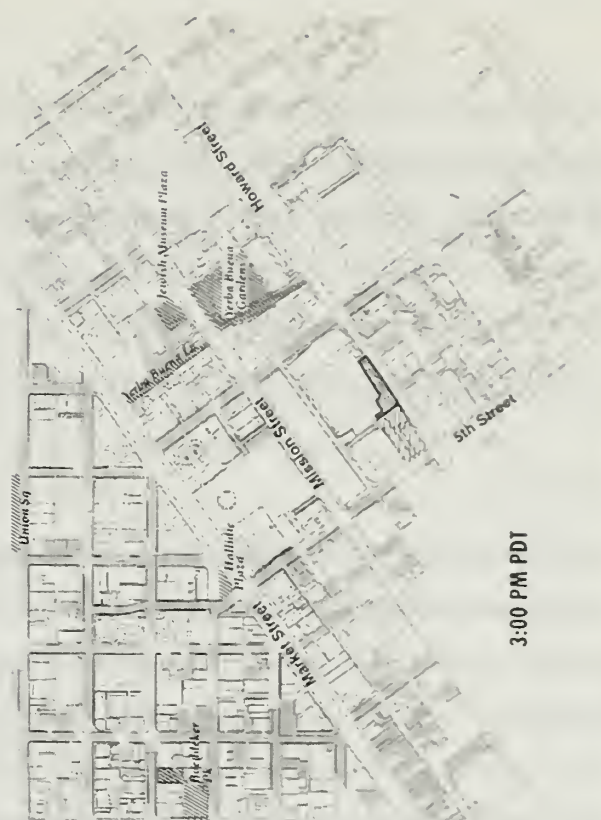 Howard Street
Jewish Museum Plaza
Yerba Buena
Gardens
Yerba Buena Ln.
Mission Street
5th Street
Union Sq
Hallidie
Plaza
Market Street
3:00 PM PDT